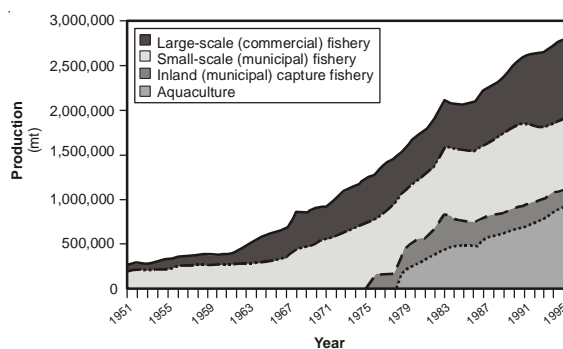 3,000,000
2,500,000
2,000,000
1,500,000
1,000,000
500,000
0
Production
(mt)
Large-scale (commercial) fishery
Small-scale (municipal) fishery
Inland (municipal) capture fishery
Aquaculture
1951 1955 1959 1963 1967 1971 1975 1979 1983 1987 1991 1995
Year